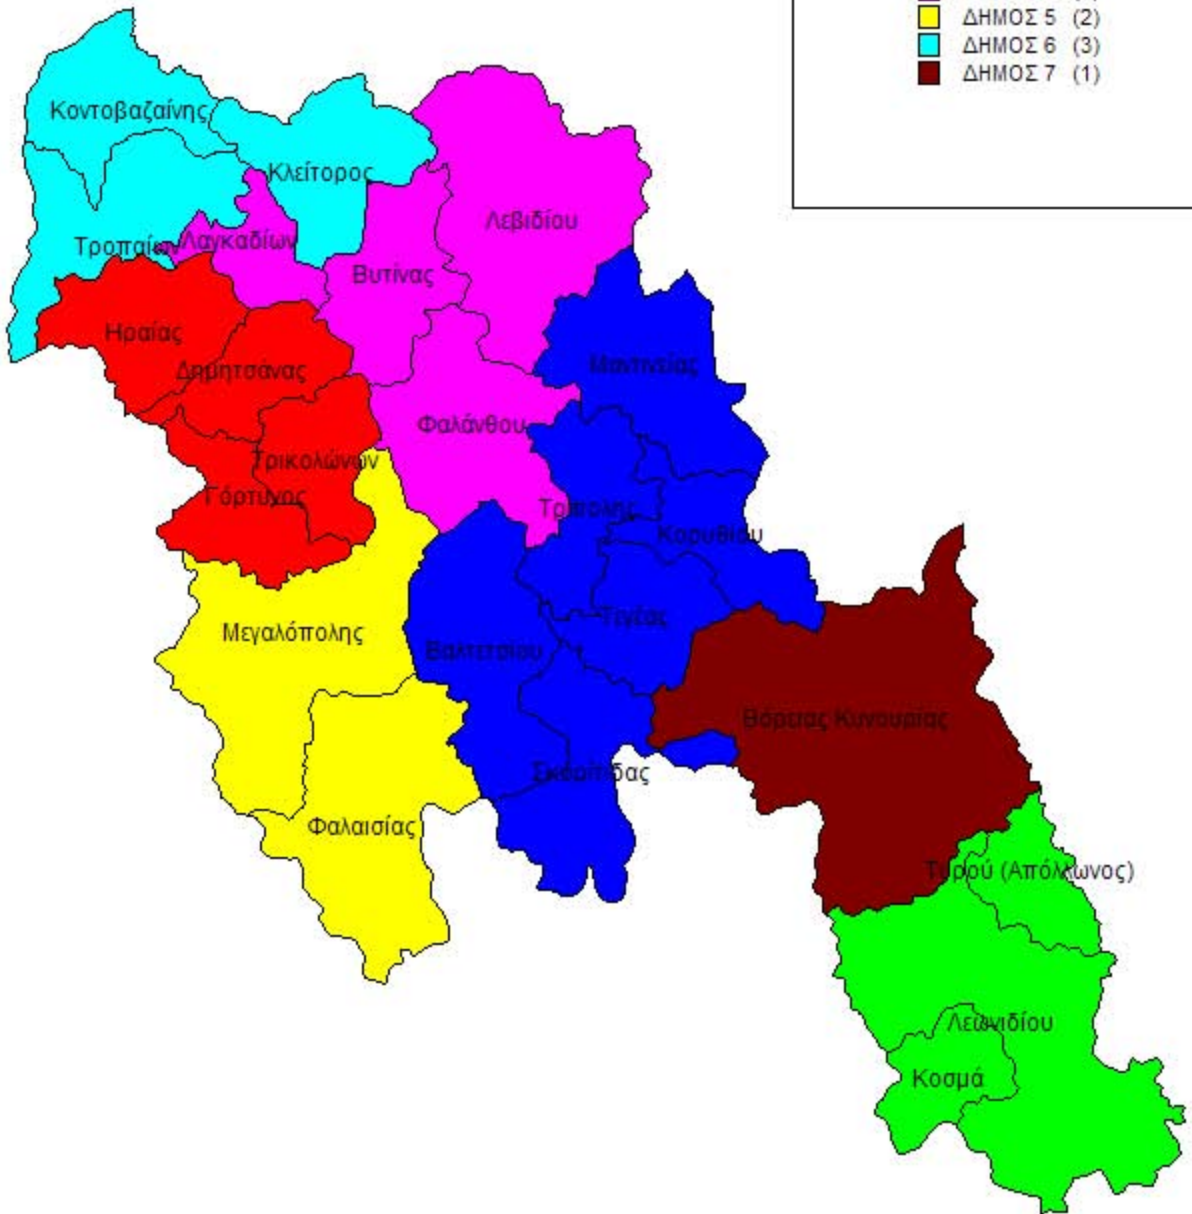 ΔΗΜΟΣ 5 (2)
ΔΗΜΟΣ 6 (3)
ΔΗΜΟΣ 7 (1)
Κοντοβαζαίνης
Κλείτορος
Λεβιδίου
Τροπαίων
Λαγκαδίων
Βυτίνας
Ηραίας
Δημητσάνας
Μαντινείας
Φαλάνθου
Τρικολώνων
Γόρτυνος
Τρίπολης
Κορυθίου
Τεγέας
Μεγαλόπολης
Βαλτετσίου
Βόρειας Κυνουρίας
Σκιρίτιδας
Φαλαισίας
Τυρού (Απόλλωνος)
Λεωνιδίου
Κοσμά